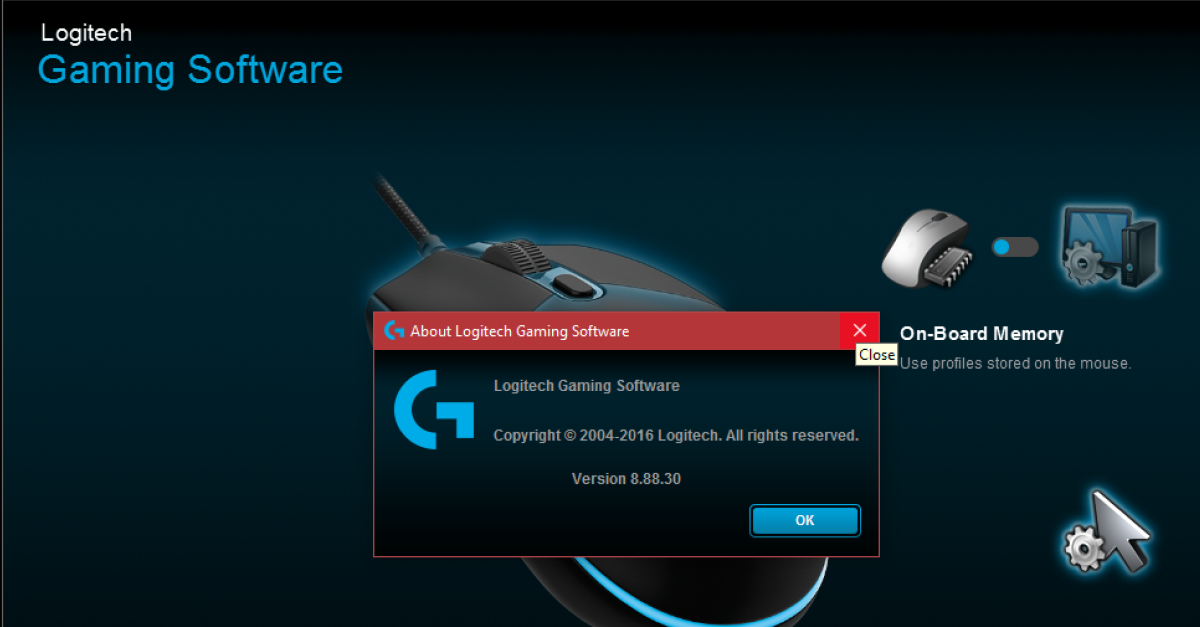 Logitech
Gaming Software
About Logitech Gaming Software
Close
On-Board Memory
Use profiles stored on the mouse.
Logitech Gaming Software
Copyright © 2004-2016 Logitech. All rights reserved.
Version 8.88.30
OK